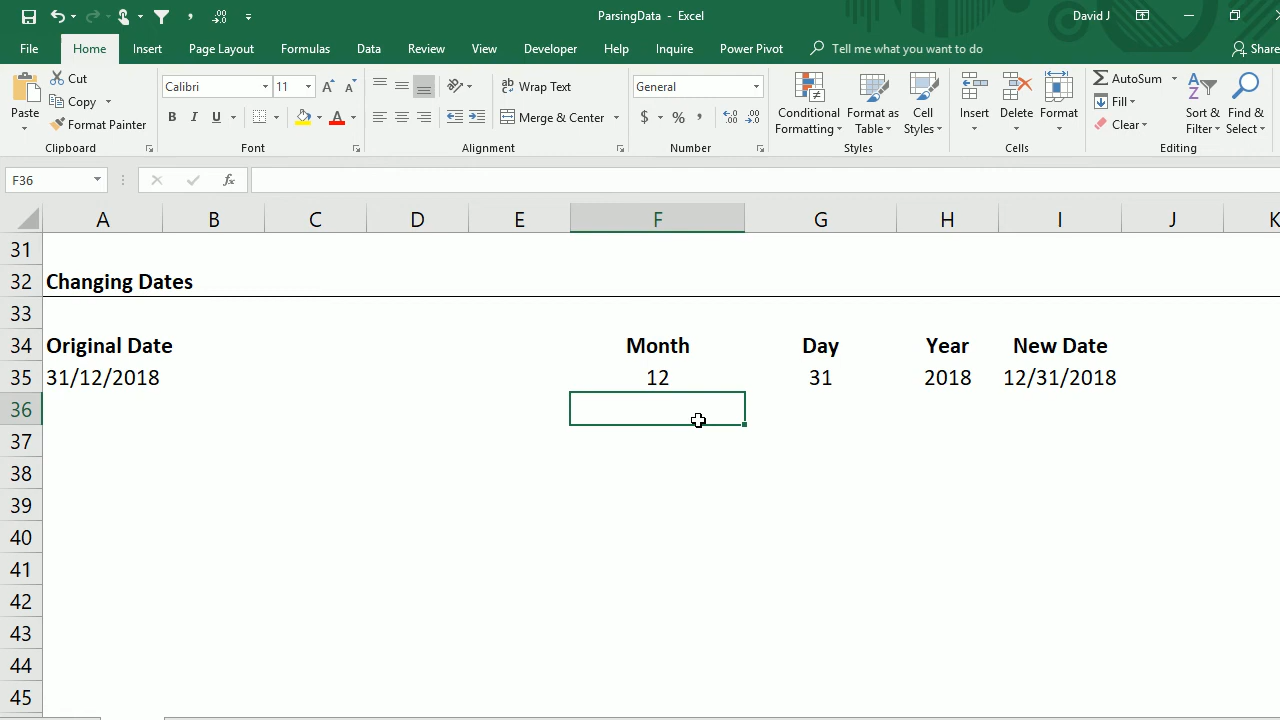 ParsingData - Excel
David J
File Home Insert Page Layout Formulas Data Review View Developer Help Inquire Power Pivot Tell me what you want to do Share
Paste
Cut
Copy
Format Painter
Clipboard
Calibri 11
B I U
Font
Wrap Text
Merge & Center
Alignment
General
$ % ,
Number
Conditional Formatting
Format as Table
Cell Styles
Styles
Insert Delete Format
Cells
AutoSum
Fill
Clear
Sort & Filter
Find & Select
Editing
F36 fx
A B C D E F G H I J K
31
32 Changing Dates
33
34 Original Date Month Day Year New Date
35 31/12/2018 12 31 2018 12/31/2018
36
37
38
39
40
41
42
43
44
45